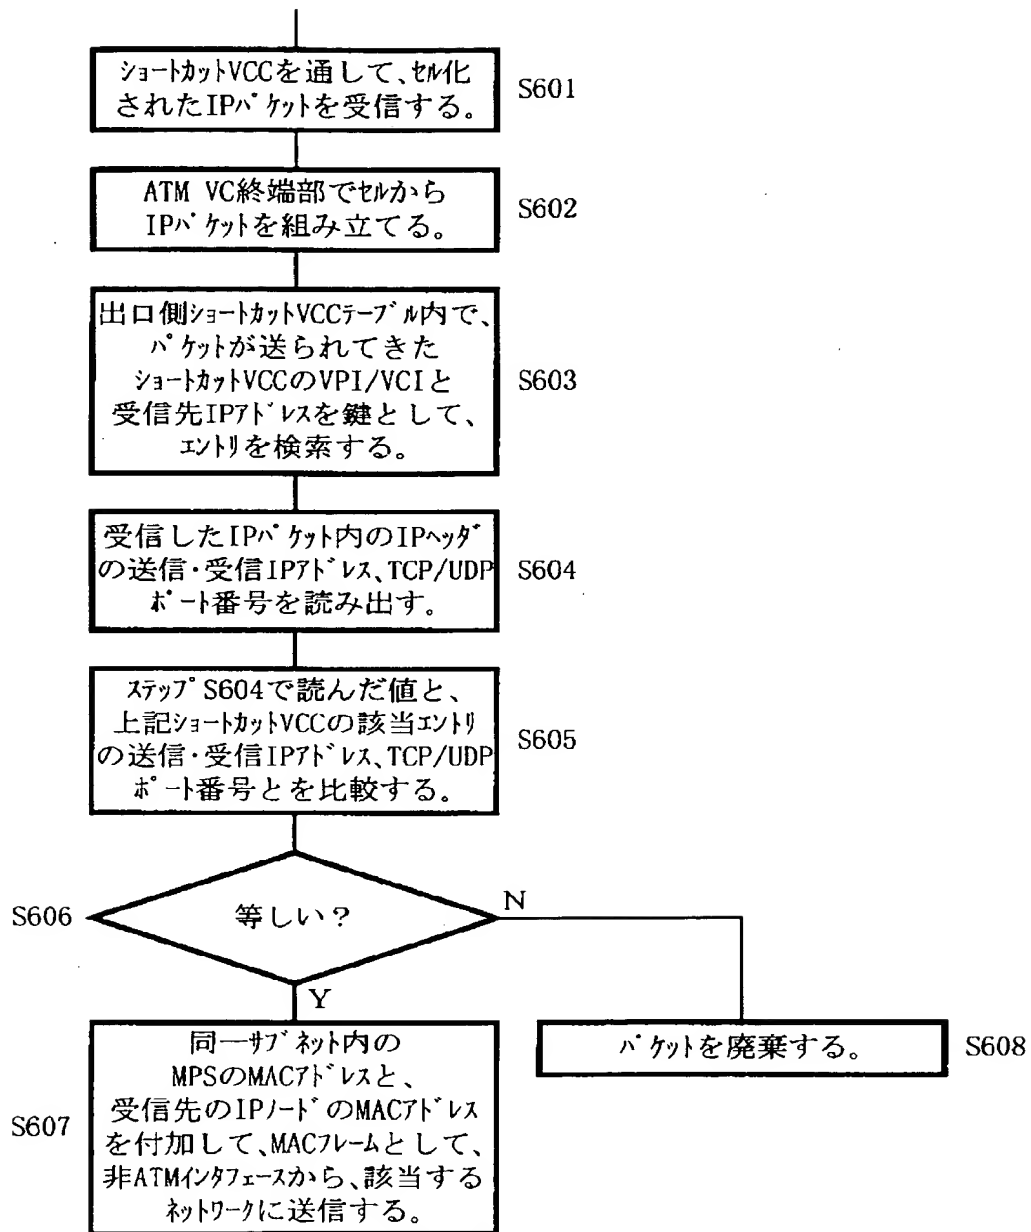 ショートカットVCCを通して、セル化
されたIPパケットを受信する。
S601
ATM VC終端部でセルから
IPパケットを組み立てる。
S602
出口側ショートカットVCCテーブル内で、
パケットが送られてきた
ショートカットVCCのVPI/VCIと
受信先IPアドレスを鍵として、
エントリを検索する。
S603
受信したIPパケット内のIPヘッダ
の送信・受信IPアドレス、TCP/UDP
ポート番号を読み出す。
S604
ステップS604で読んだ値と、
上記ショートカットVCCの該当エントリ
の送信・受信IPアドレス、TCP/UDP
ポート番号とを比較する。
S605
S606
等しい?
N
Y
同一サブネット内の
MPSのMACアドレスと、
受信先のIPノードのMACアドレス
を付加して、MACフレームとして、
非ATMインタフェースから、該当する
ネットワークに送信する。
S607
パケットを廃棄する。
S608